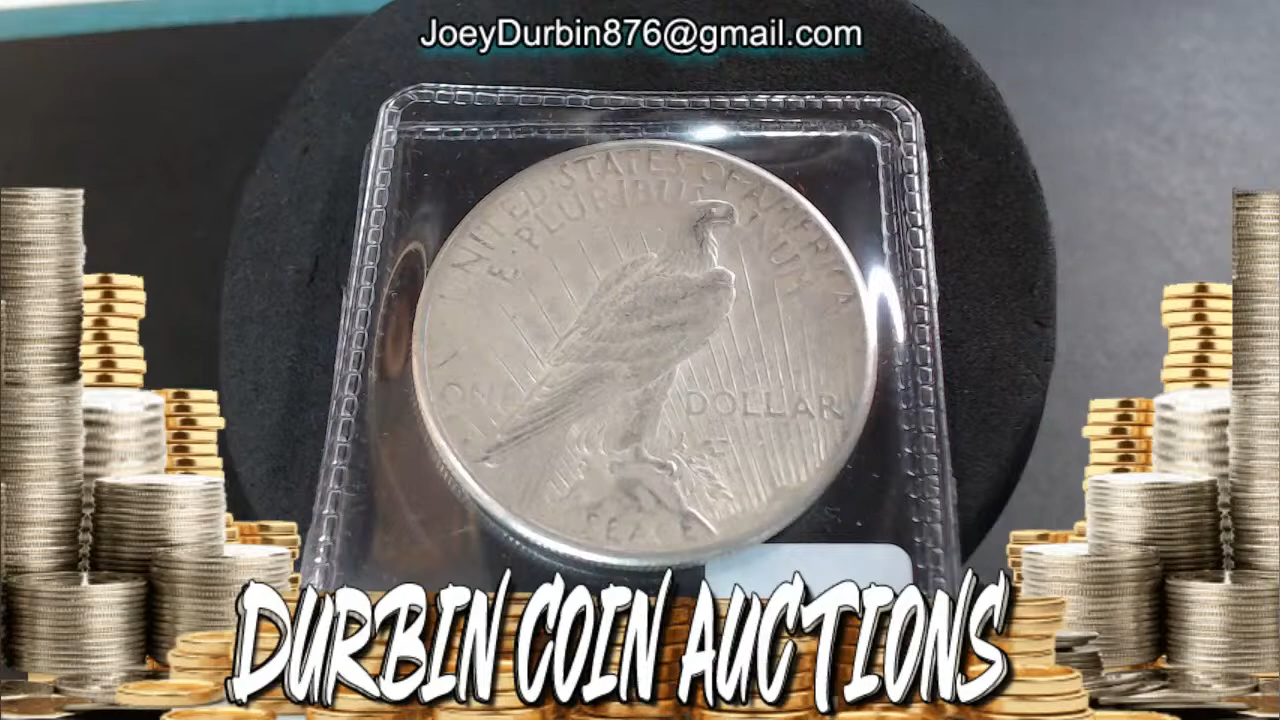 JoeyDurbin876@gmail.com
UNITED STATES OF AMERICA
E PLURIBUS UNUM
ONE DOLLAR
PEACE
DURBIN COIN AUCTIONS